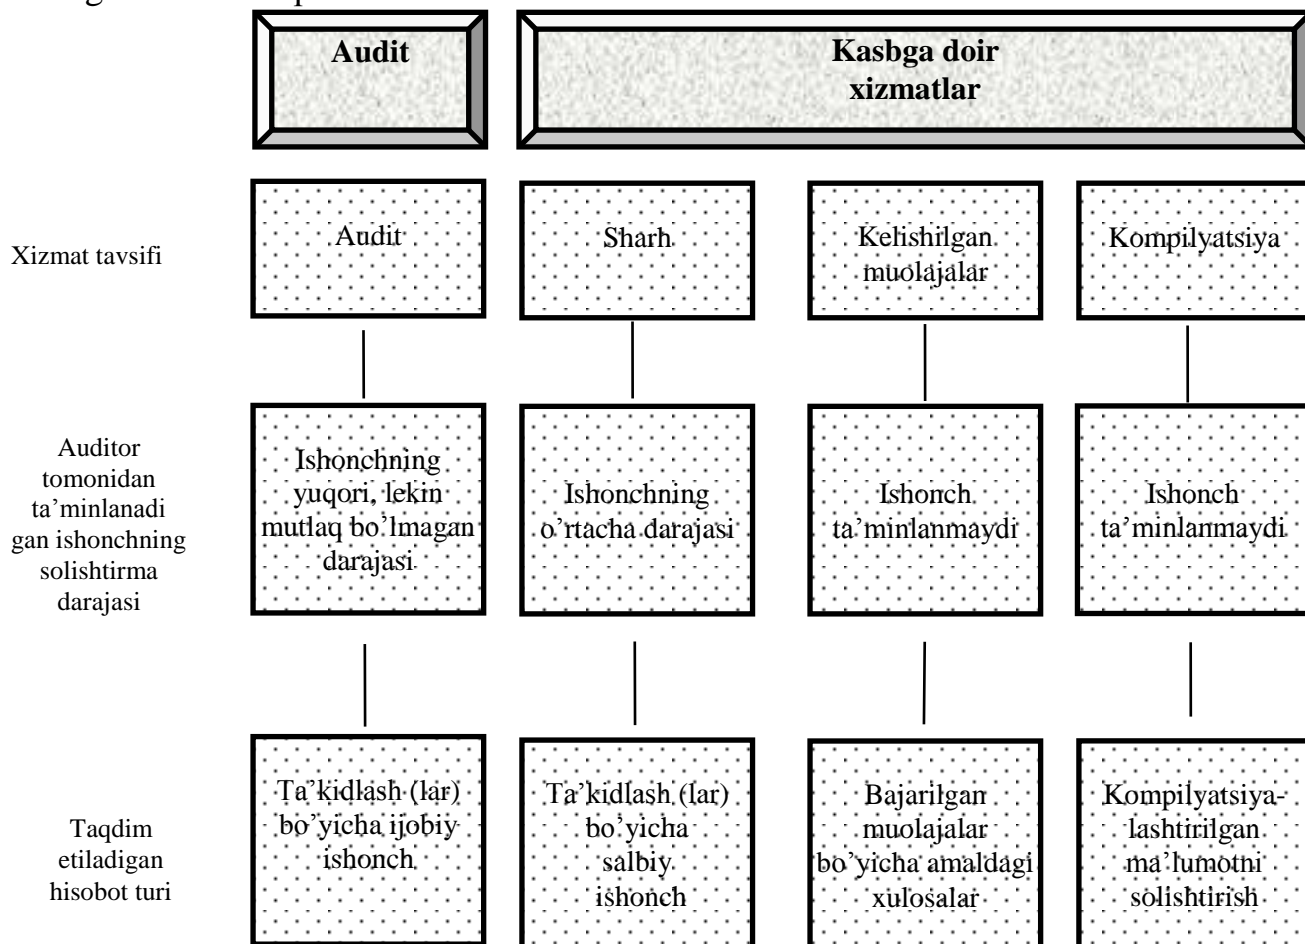 Audit
Kasbga doir
xizmatlar
Xizmat tavsifi
Audit
Sharh
Kelishilgan
muolajalar
Kompilyatsiya
Auditor
tomonidan
ta’minlanadi
gan ishonchning
solishtirma
darajasi
Ishonchning
yuqori, lekin
mutlaq bo’lmagan
darajasi
Ishonchning
o’rtacha darajasi
Ishonch
ta’minlanmaydi
Ishonch
ta’minlanmaydi
Taqdim
etiladigan
hisobot turi
Ta’kidlash (lar)
bo’yicha ijobiy
ishonch
Ta’kidlash (lar)
bo’yicha
salbiy
ishonch
Bajarilgan
muolajalar
bo’yicha amaldagi
xulosalar
Kompilyatsiya-
lashtirilgan
ma’lumotni
solishtirish